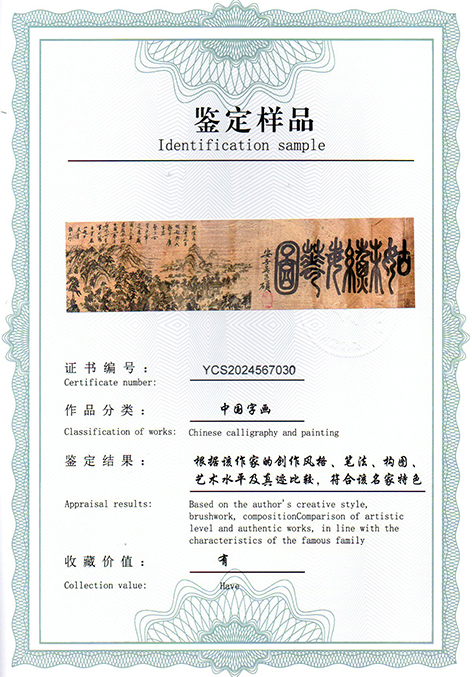 鉴定样品
Identification sample
证书编号：
YCS2024567030
Certificate number:
作品分类：
中国字画
Classification of works: Chinese calligraphy and painting
鉴定结果：
根据该作家的创作风格、笔法、构图、
艺术水平及真迹比较，符合该名家特色
Appraisal results:
Based on the author's creative style,
brushwork, compositionComparison of artistic
level and authentic works, in line with the
characteristics of the famous family
收藏价值：
有
Collection value:
Have